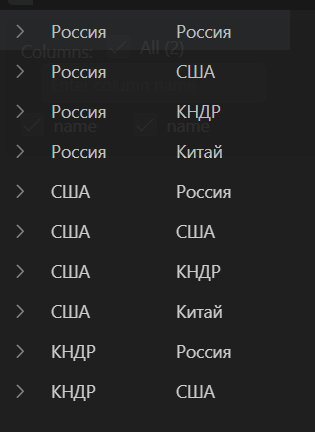 Россия Россия
Columns: All (2)
Россия США
Россия КНДР
name name
Россия Китай
США Россия
США США
США КНДР
США Китай
КНДР Россия
КНДР США